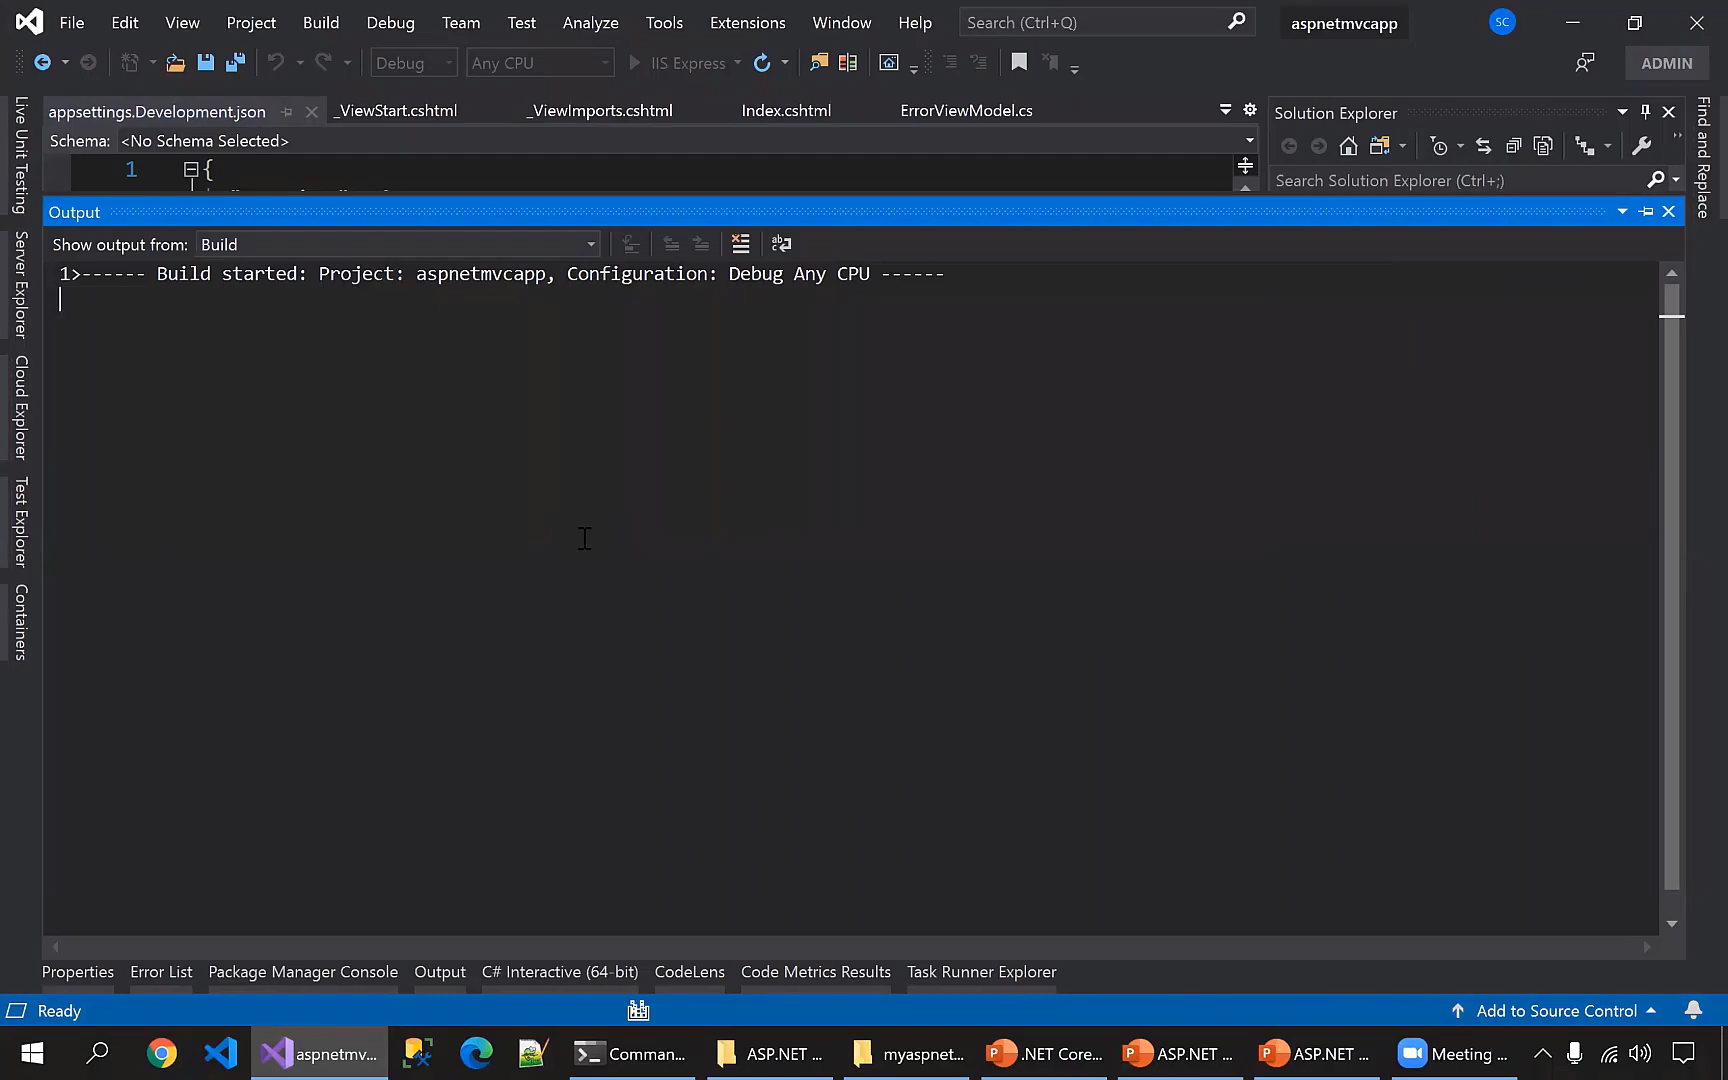 File Edit View Project Build Debug Team Test Analyze Tools Extensions Window Help Search (Ctrl+Q) aspnetmvcapp SC
Debug Any CPU IIS Express ADMIN
appsettings.Development.json _ViewStart.cshtml _ViewImports.cshtml Index.cshtml ErrorViewModel.cs
Solution Explorer
Schema: <No Schema Selected>
1 {
Search Solution Explorer (Ctrl+;)
Output
Show output from: Build
1>------ Build started: Project: aspnetmvcapp, Configuration: Debug Any CPU ------
Live Unit Testing
Server Explorer
Cloud Explorer
Test Explorer
Containers
Find and Replace
Properties Error List Package Manager Console Output C# Interactive (64-bit) CodeLens Code Metrics Results Task Runner Explorer
Ready Add to Source Control
aspnetmv... Comman... ASP.NET ... myaspnet... .NET Core... ASP.NET ... ASP.NET ... Meeting ...